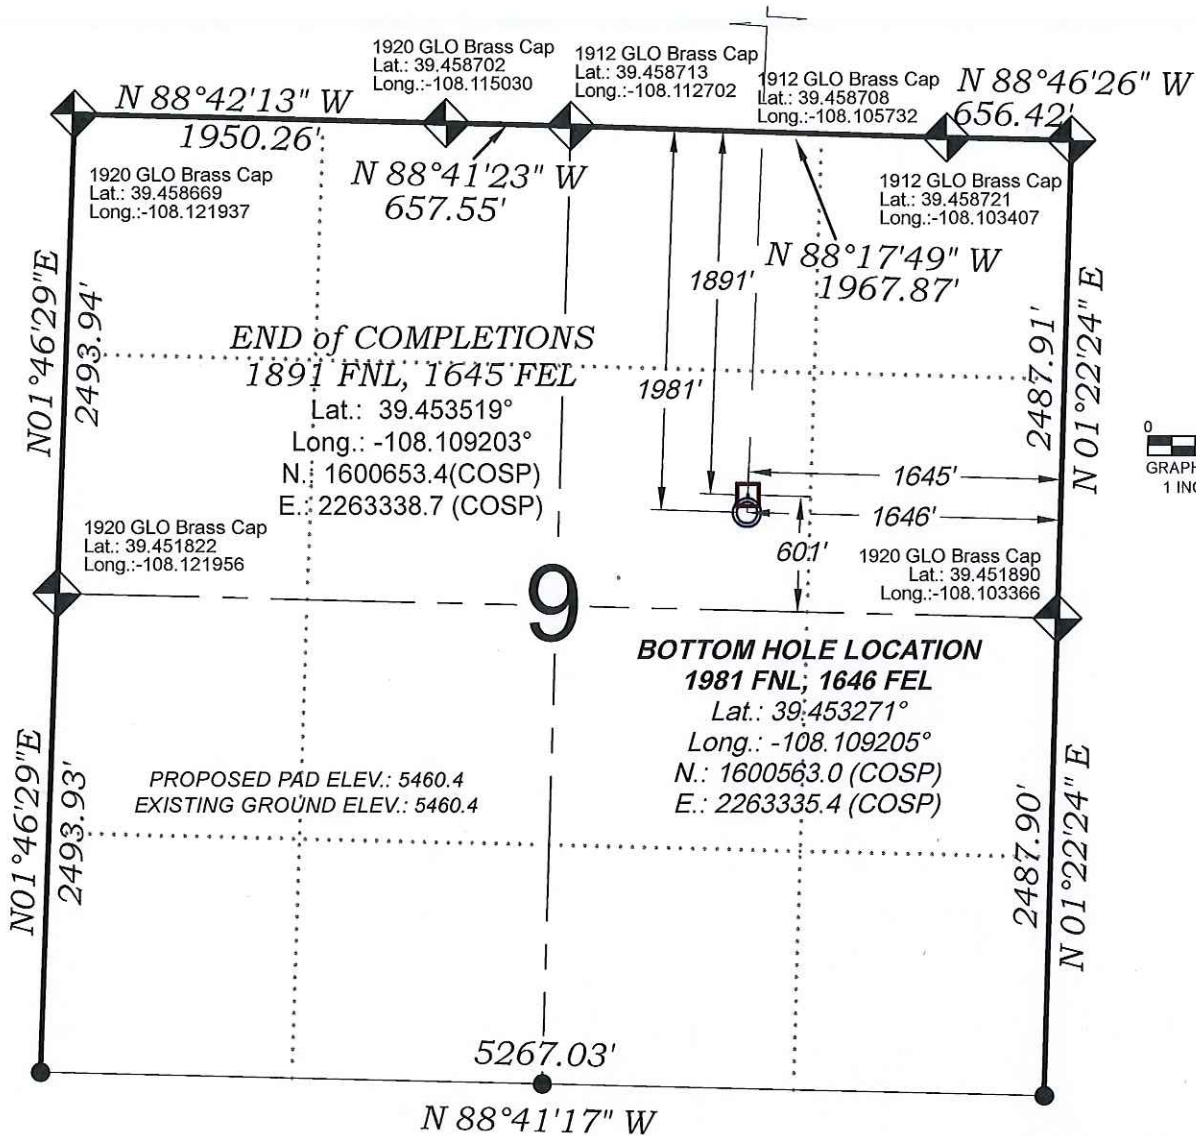 1920 GLO Brass Cap
Lat.: 39.458702
Long.:-108.115030
1912 GLO Brass Cap
Lat.: 39.458713
Long.:-108.112702
1912 GLO Brass Cap
Lat.: 39.458708
Long.:-108.105732
N 88°46'26" W
656.42'
N 88°42'13" W
1950.26'
1920 GLO Brass Cap
Lat.: 39.458669
Long.:-108.121937
N 88°41'23" W
657.55'
1912 GLO Brass Cap
Lat.: 39.458721
Long.:-108.103407
N 88°17'49" W
1967.87'
1891'
1981'
N01°46'29"E
2493.94'
2487.91'
N 01°22'24" E
END of COMPLETIONS
1891 FNL, 1645 FEL
Lat.: 39.453519°
Long.: -108.109203°
N.: 1600653.4(COSP)
E.: 2263338.7 (COSP)
0
GRAPH
1 INC
1645'
1646'
601'
1920 GLO Brass Cap
Lat.: 39.451822
Long.:-108.121956
1920 GLO Brass Cap
Lat.: 39.451890
Long.:-108.103366
9
BOTTOM HOLE LOCATION
1981 FNL, 1646 FEL
Lat.: 39.453271°
Long.: -108.109205°
N.: 1600563.0 (COSP)
E.: 2263335.4 (COSP)
PROPOSED PAD ELEV.: 5460.4
EXISTING GROUND ELEV.: 5460.4
N01°46'29"E
2493.93'
2487.90'
N 01°22'24" E
5267.03'
N 88°41'17" W